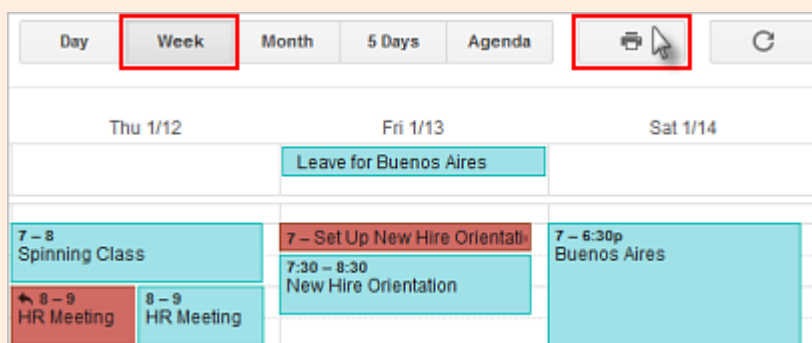 Day Week Month 5 Days Agenda
Thu 1/12 Fri 1/13 Sat 1/14
Leave for Buenos Aires
7 – 8
Spinning Class
7 – Set Up New Hire Orientati
7 – 6:30p
Buenos Aires
7:30 – 8:30
New Hire Orientation
8 – 9
HR Meeting
8 – 9
HR Meeting